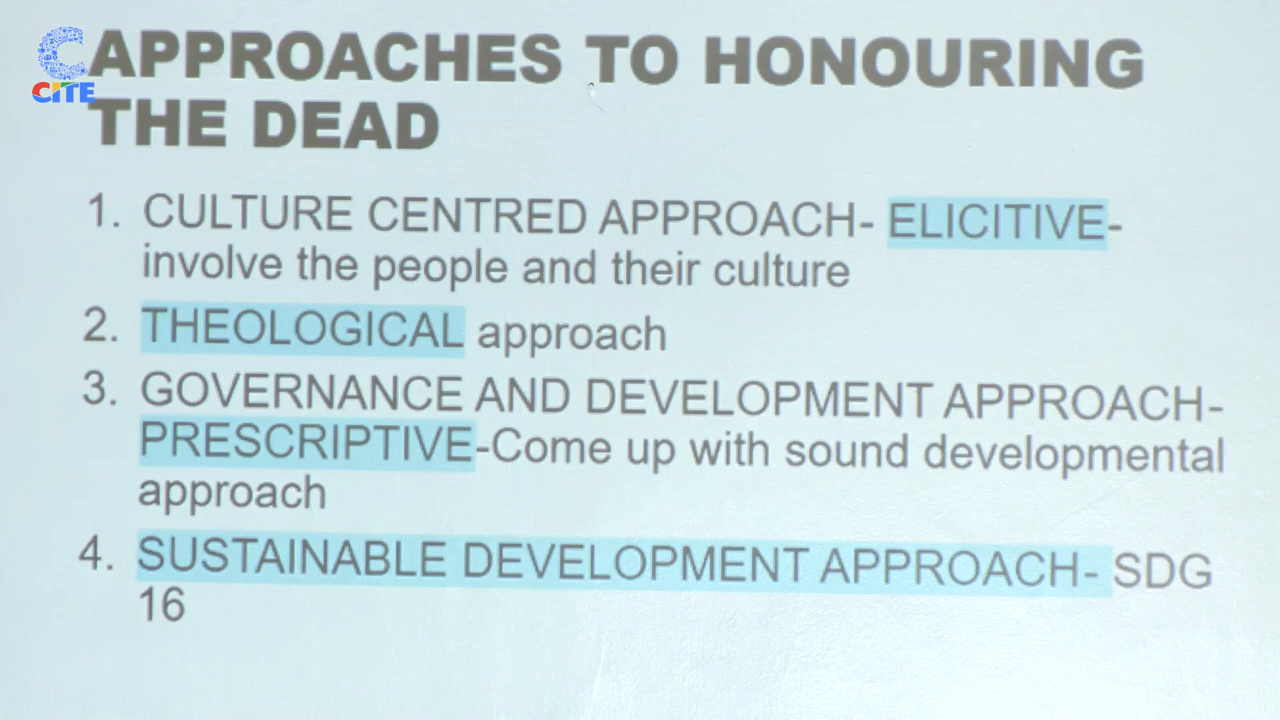 CITE
APPROACHES TO HONOURING
THE DEAD
1. CULTURE CENTRED APPROACH- ELICITIVE-
involve the people and their culture
2. THEOLOGICAL approach
3. GOVERNANCE AND DEVELOPMENT APPROACH-
PRESCRIPTIVE-Come up with sound developmental
approach
4. SUSTAINABLE DEVELOPMENT APPROACH- SDG
16